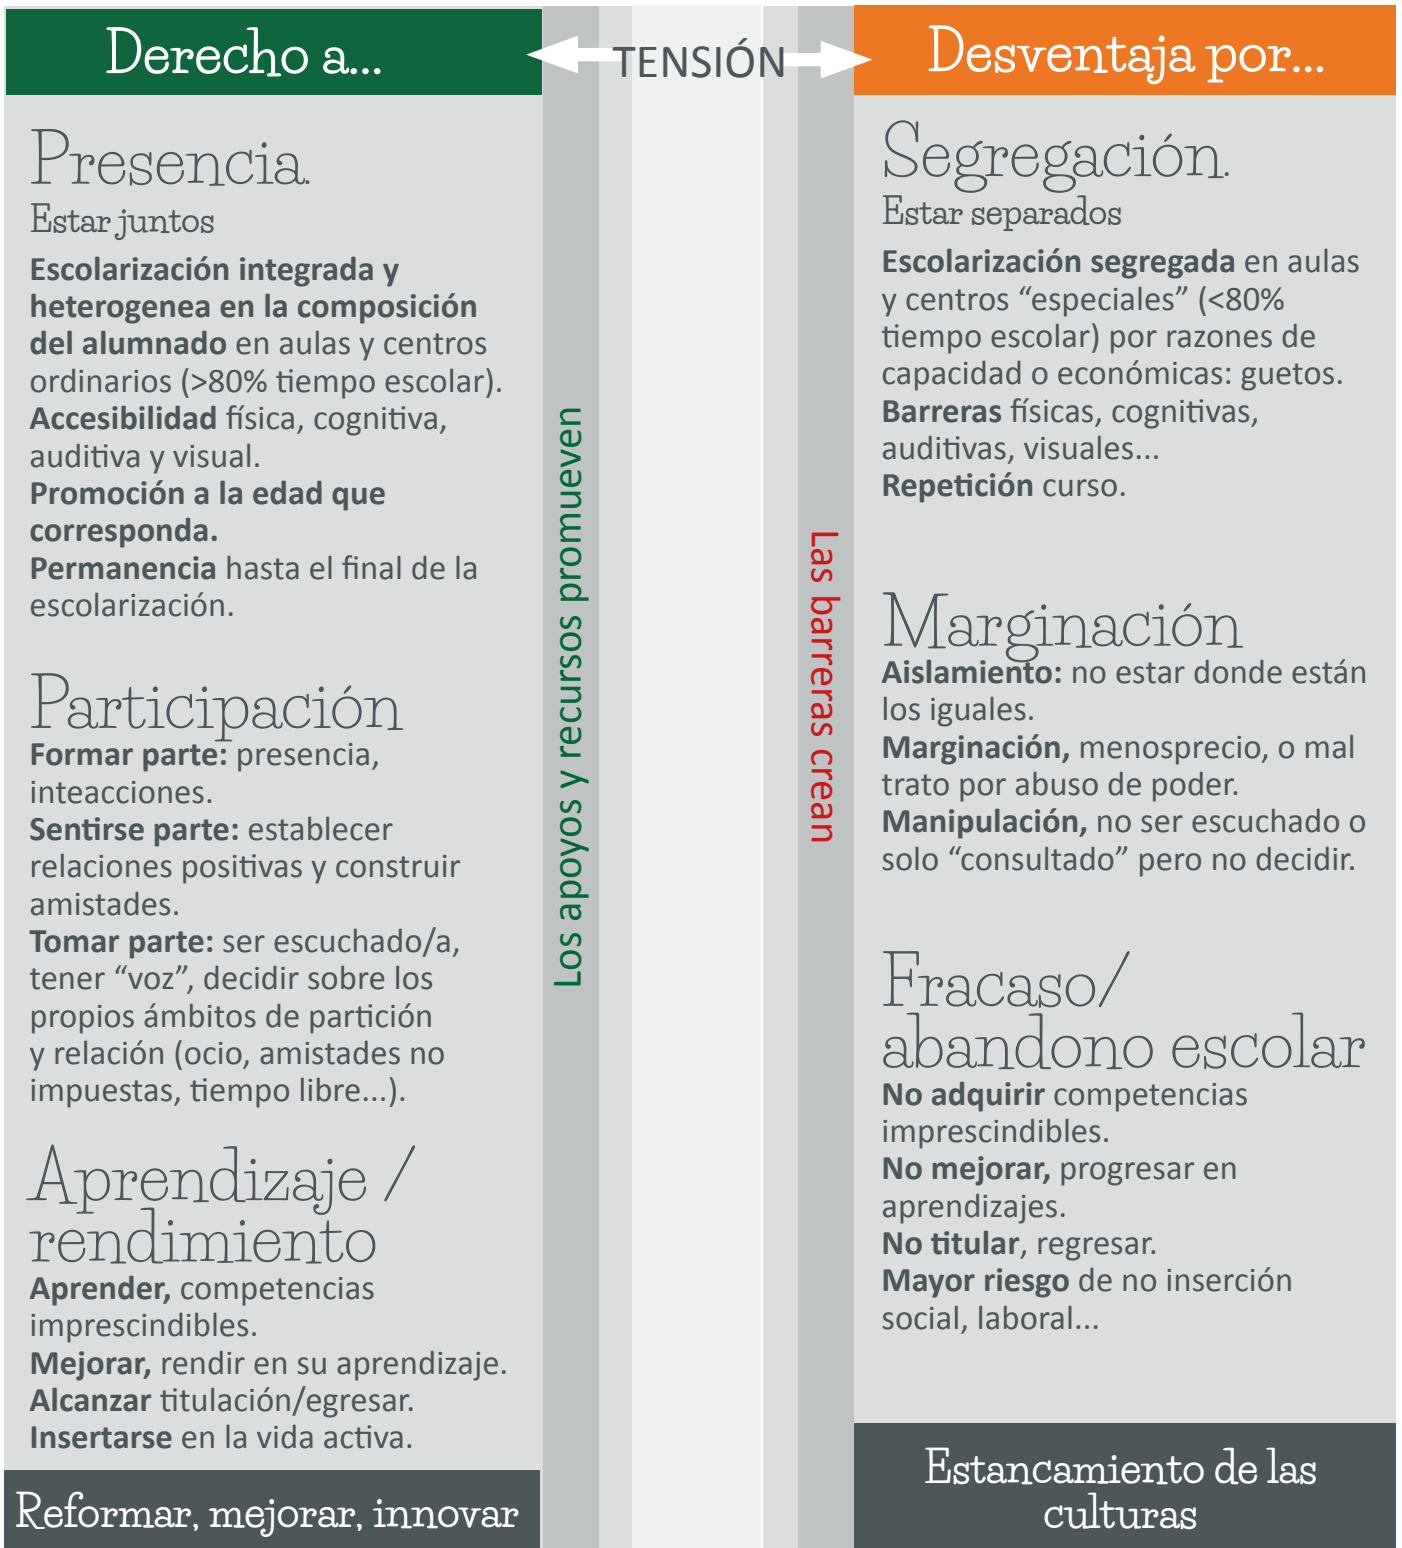 Derecho a...
Presencia.
Estar juntos
Escolarización integrada y
heterogenea en la composición
del alumnado en aulas y centros
ordinarios (>80% tiempo escolar).
Accesibilidad física, cognitiva,
auditiva y visual.
Promoción a la edad que
corresponda.
Permanencia hasta el final de la
escolarización.
Participación
Formar parte: presencia,
inteacciones.
Sentirse parte: establecer
relaciones positivas y construir
amistades.
Tomar parte: ser escuchado/a,
tener “voz”, decidir sobre los
propios ámbitos de partición
y relación (ocio, amistades no
impuestas, tiempo libre...).
Aprendizaje /
rendimiento
Aprender, competencias
imprescindibles.
Mejorar, rendir en su aprendizaje.
Alcanzar titulación/egresar.
Insertarse en la vida activa.
Reformar, mejorar, innovar
Los apoyos y recursos promueven
TENSIÓN
Las barreras crean
Desventaja por...
Segregación.
Estar separados
Escolarización segregada en aulas
y centros “especiales” (<80%
tiempo escolar) por razones de
capacidad o económicas: guetos.
Barreras físicas, cognitivas,
auditivas, visuales...
Repetición curso.
Marginación
Aislamiento: no estar donde están
los iguales.
Marginación, menosprecio, o mal
trato por abuso de poder.
Manipulación, no ser escuchado o
solo “consultado” pero no decidir.
Fracaso/
abandono escolar
No adquirir competencias
imprescindibles.
No mejorar, progresar en
aprendizajes.
No titular, regresar.
Mayor riesgo de no inserción
social, laboral...
Estancamiento de las
culturas